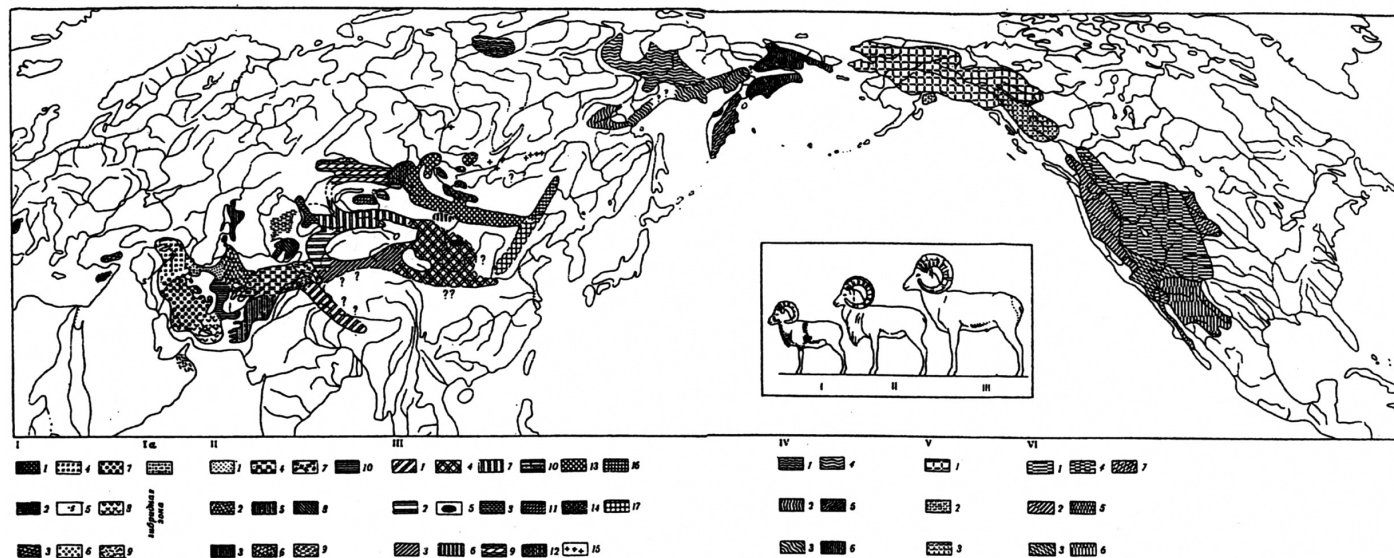 ? ? ? ? ? ? ? ? ??
I II III
I Iа II III IV V VI
1 4 7 1 4 7 10 1 4 7 10 13 16 1 4 1 1 4 7
2 5 8 гибридная зона 2 5 8 2 5 3 11 14 17 2 5 2 2 5
3 6 9 3 6 9 3 6 9 12 15 3 6 3 3 6